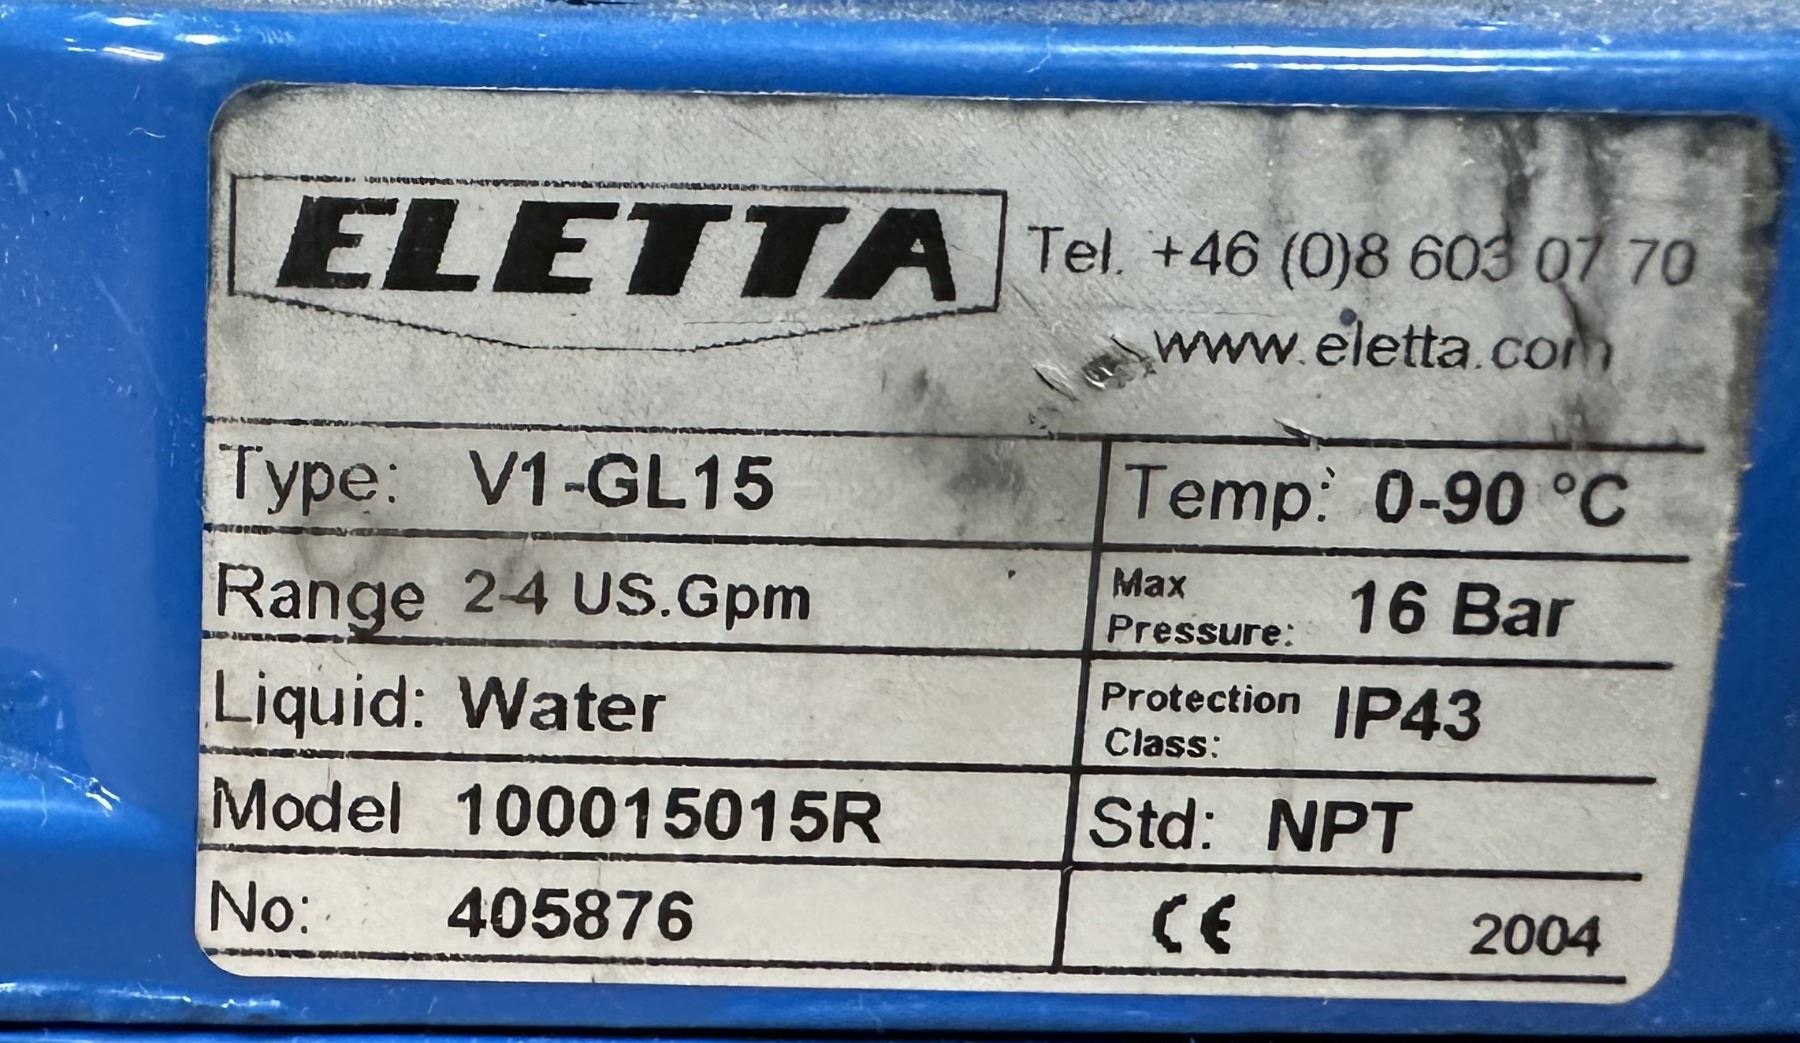 ELETTA
Tel. +46 (0)8 603 07 70
www.eletta.com
Type: V1-GL15
Temp: 0-90 °C
Range 2-4 US.Gpm
Max Pressure: 16 Bar
Liquid: Water
Protection Class: IP43
Model 100015015R
Std: NPT
No: 405876
CE 2004